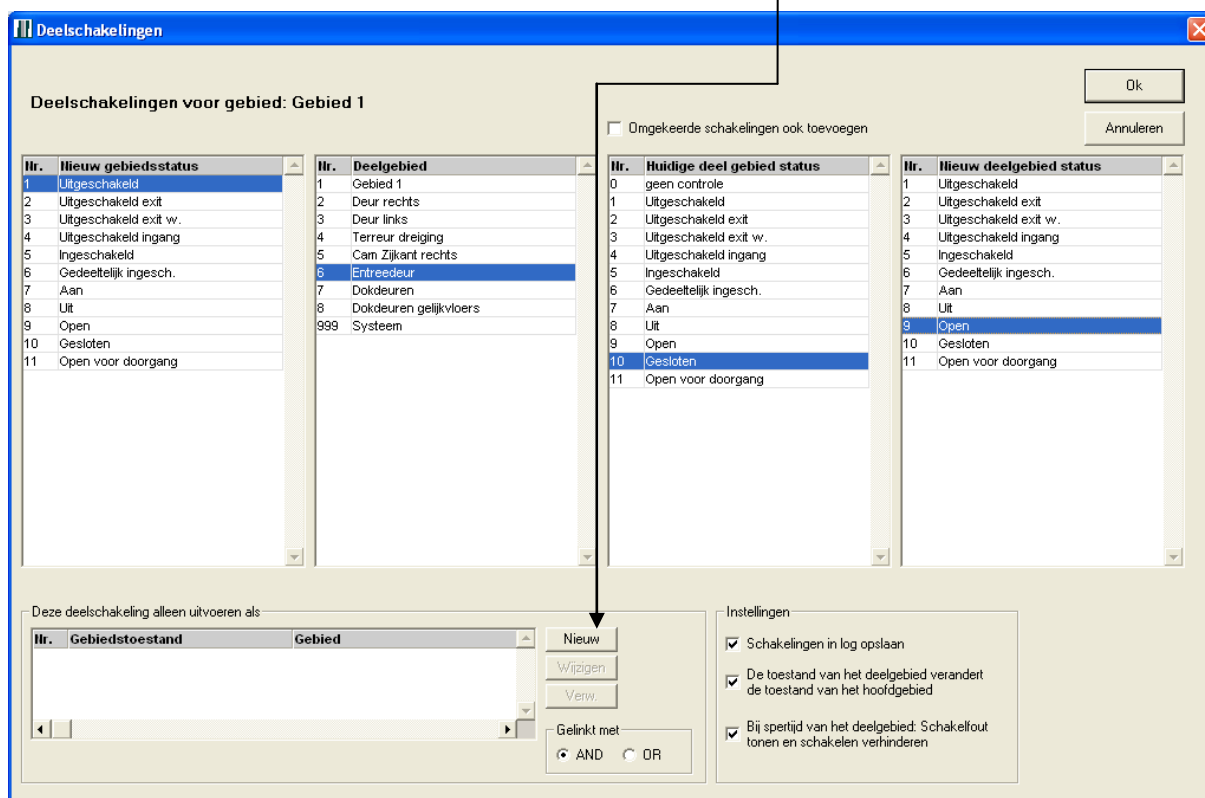 Deelschakelingen
Deelschakelingen voor gebied: Gebied 1
Ok
Omgekeerde schakelingen ook toevoegen
Annuleren
Nr. Nieuw gebiedsstatus
1 Uitgeschakeld
2 Uitgeschakeld exit
3 Uitgeschakeld exit w.
4 Uitgeschakeld ingang
5 Ingeschakeld
6 Gedeeltelijk ingesch.
7 Aan
8 Uit
9 Open
10 Gesloten
11 Open voor doorgang
Nr. Deelgebied
1 Gebied 1
2 Deur rechts
3 Deur links
4 Terreur dreiging
5 Cam Zijkant rechts
6 Entreedeur
7 Dokdeuren
8 Dokdeuren gelijkvloers
999 Systeem
Nr. Huidige deel gebied status
0 geen controle
1 Uitgeschakeld
2 Uitgeschakeld exit
3 Uitgeschakeld exit w.
4 Uitgeschakeld ingang
5 Ingeschakeld
6 Gedeeltelijk ingesch.
7 Aan
8 Uit
9 Open
10 Gesloten
11 Open voor doorgang
Nr. Nieuw deelgebied status
1 Uitgeschakeld
2 Uitgeschakeld exit
3 Uitgeschakeld exit w.
4 Uitgeschakeld ingang
5 Ingeschakeld
6 Gedeeltelijk ingesch.
7 Aan
8 Uit
9 Open
10 Gesloten
11 Open voor doorgang
Deze deelschakeling alleen uitvoeren als
Nr. Gebiedstoestand Gebied
Nieuw
Wijzigen
Verw.
Gelinkt met
AND OR
Instellingen
Schakelingen in log opslaan
De toestand van het deelgebied verandert
de toestand van het hoofdgebied
Bij spertijd van het deelgebied: Schakelfout
tonen en schakelen verhinderen